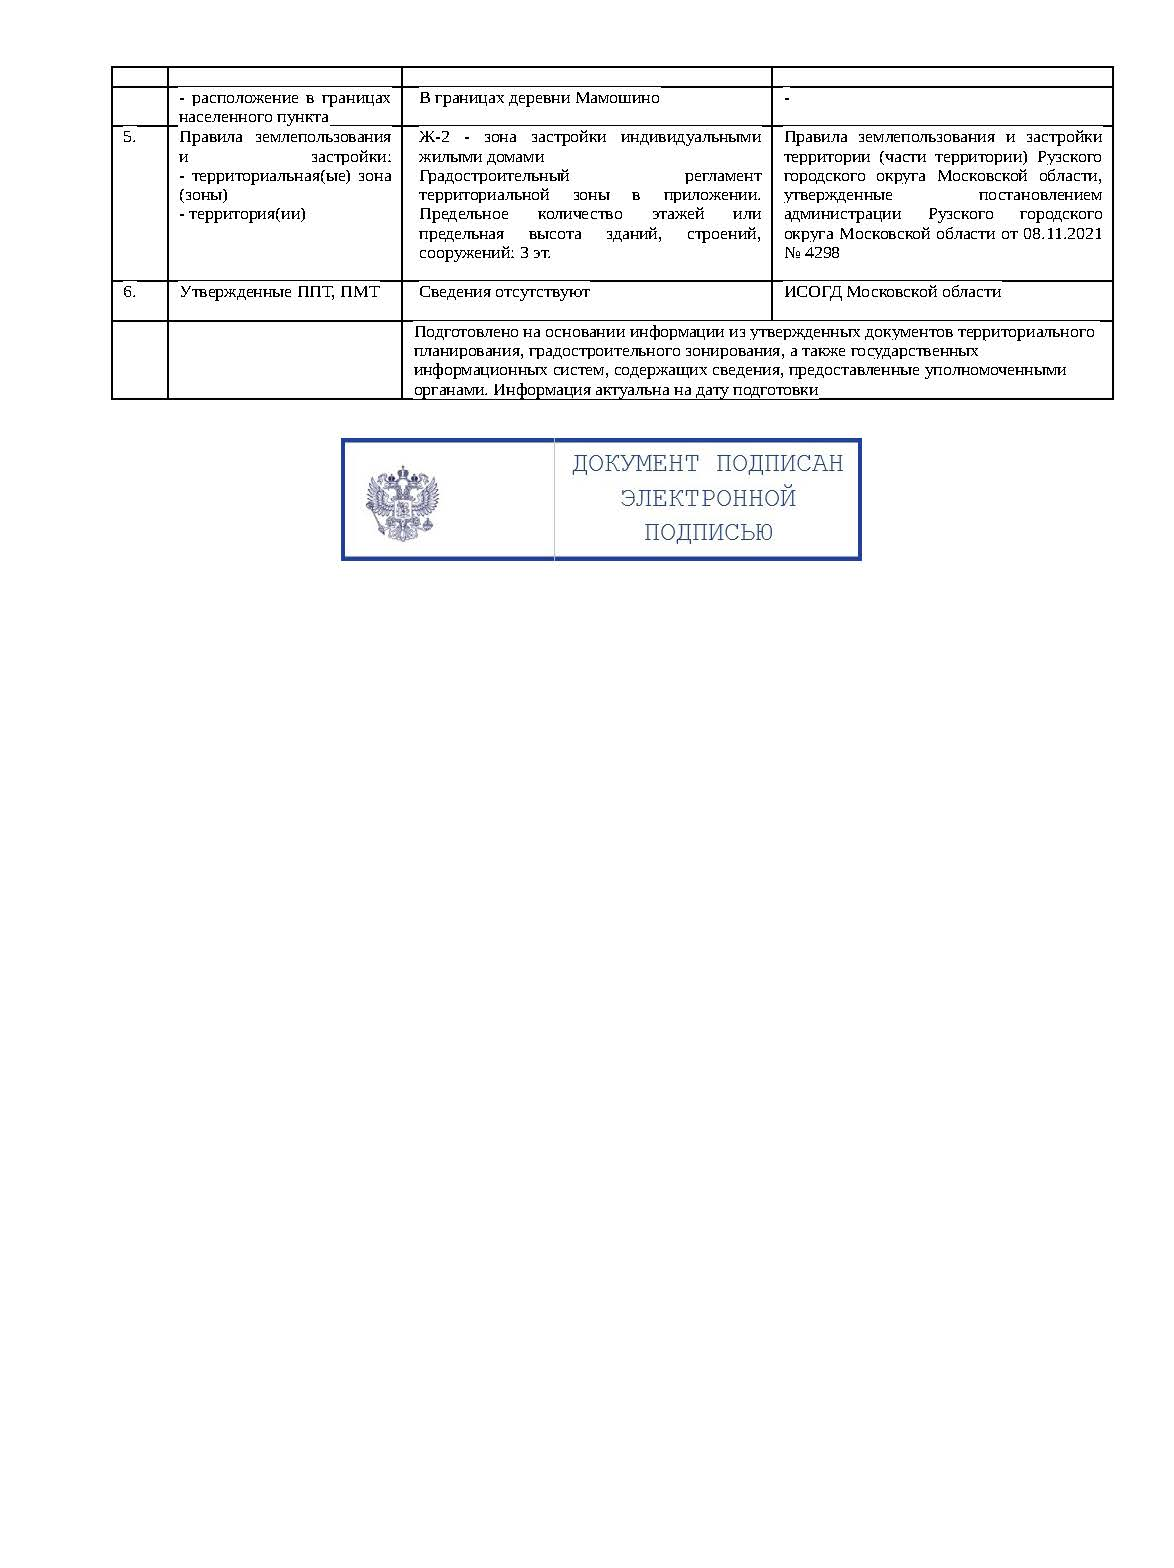 - расположение в границах населенного пункта
В границах деревни Мамошино
-
5.
Правила землепользования
и застройки:
- территориальная(ые) зона
(зоны)
- территория(ии)
Ж-2 - зона застройки индивидуальными
жилыми домами
Градостроительный регламент
территориальной зоны в приложении.
Предельное количество этажей или
предельная высота зданий, строений,
сооружений: 3 эт.
Правила землепользования и застройки
территории (части территории) Рузского
городского округа Московской области,
утвержденные постановлением
администрации Рузского городского
округа Московской области от 08.11.2021
№ 4298
6.
Утвержденные ППТ, ПМТ
Сведения отсутствуют
ИСОГД Московской области
Подготовлено на основании информации из утвержденных документов территориального
планирования, градостроительного зонирования, а также государственных
информационных систем, содержащих сведения, предоставленные уполномоченными
органами. Информация актуальна на дату подготовки
ДОКУМЕНТ ПОДПИСАН
ЭЛЕКТРОННОЙ
ПОДПИСЬЮ